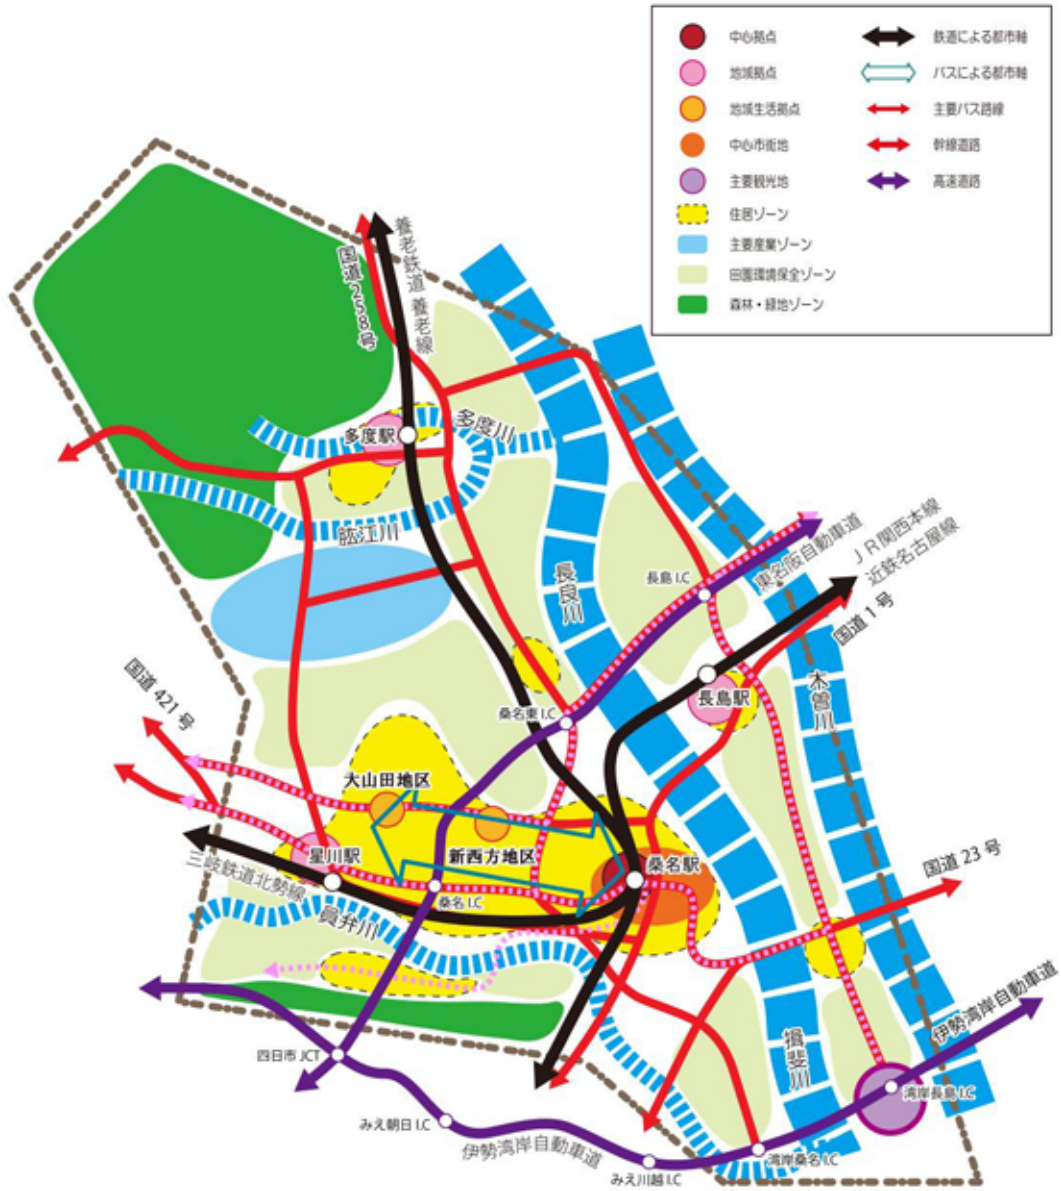 中心拠点
鉄道による都市軸
地域拠点
バスによる都市軸
地域生活拠点
主要バス路線
中心市街地
幹線道路
主要観光地
高速道路
住居ゾーン
主要産業ゾーン
田園環境保全ゾーン
森林・緑地ゾーン
国道258号
養老鉄道 養老線
多度駅
多度川
肱江川
長良川
長島I.C
東名阪自動車道
JR関西本線
近鉄名古屋線
国道1号
木曽川
長島駅
桑名東I.C
国道421号
大山田地区
新西方地区
星川駅
桑名駅
三岐鉄道北勢線
員弁川
桑名I.C
国道23号
伊勢湾岸自動車道
揖斐川
湾岸長島I.C
四日市JCT
みえ朝日I.C
伊勢湾岸自動車道
みえ川越I.C
湾岸桑名I.C